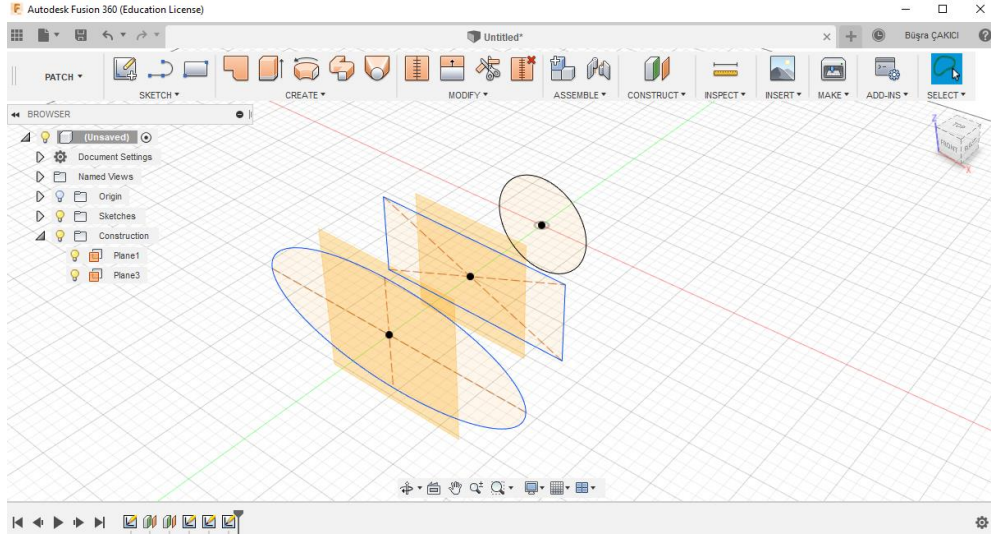 Autodesk Fusion 360 (Education License)
Untitled*
Büşra ÇAKICI
PATCH
SKETCH
CREATE
MODIFY
ASSEMBLE
CONSTRUCT
INSPECT
INSERT
MAKE
ADD-INS
SELECT
BROWSER
(Unsaved)
Document Settings
Named Views
Origin
Sketches
Construction
Plane1
Plane3
Z
TOP
FRONT
X